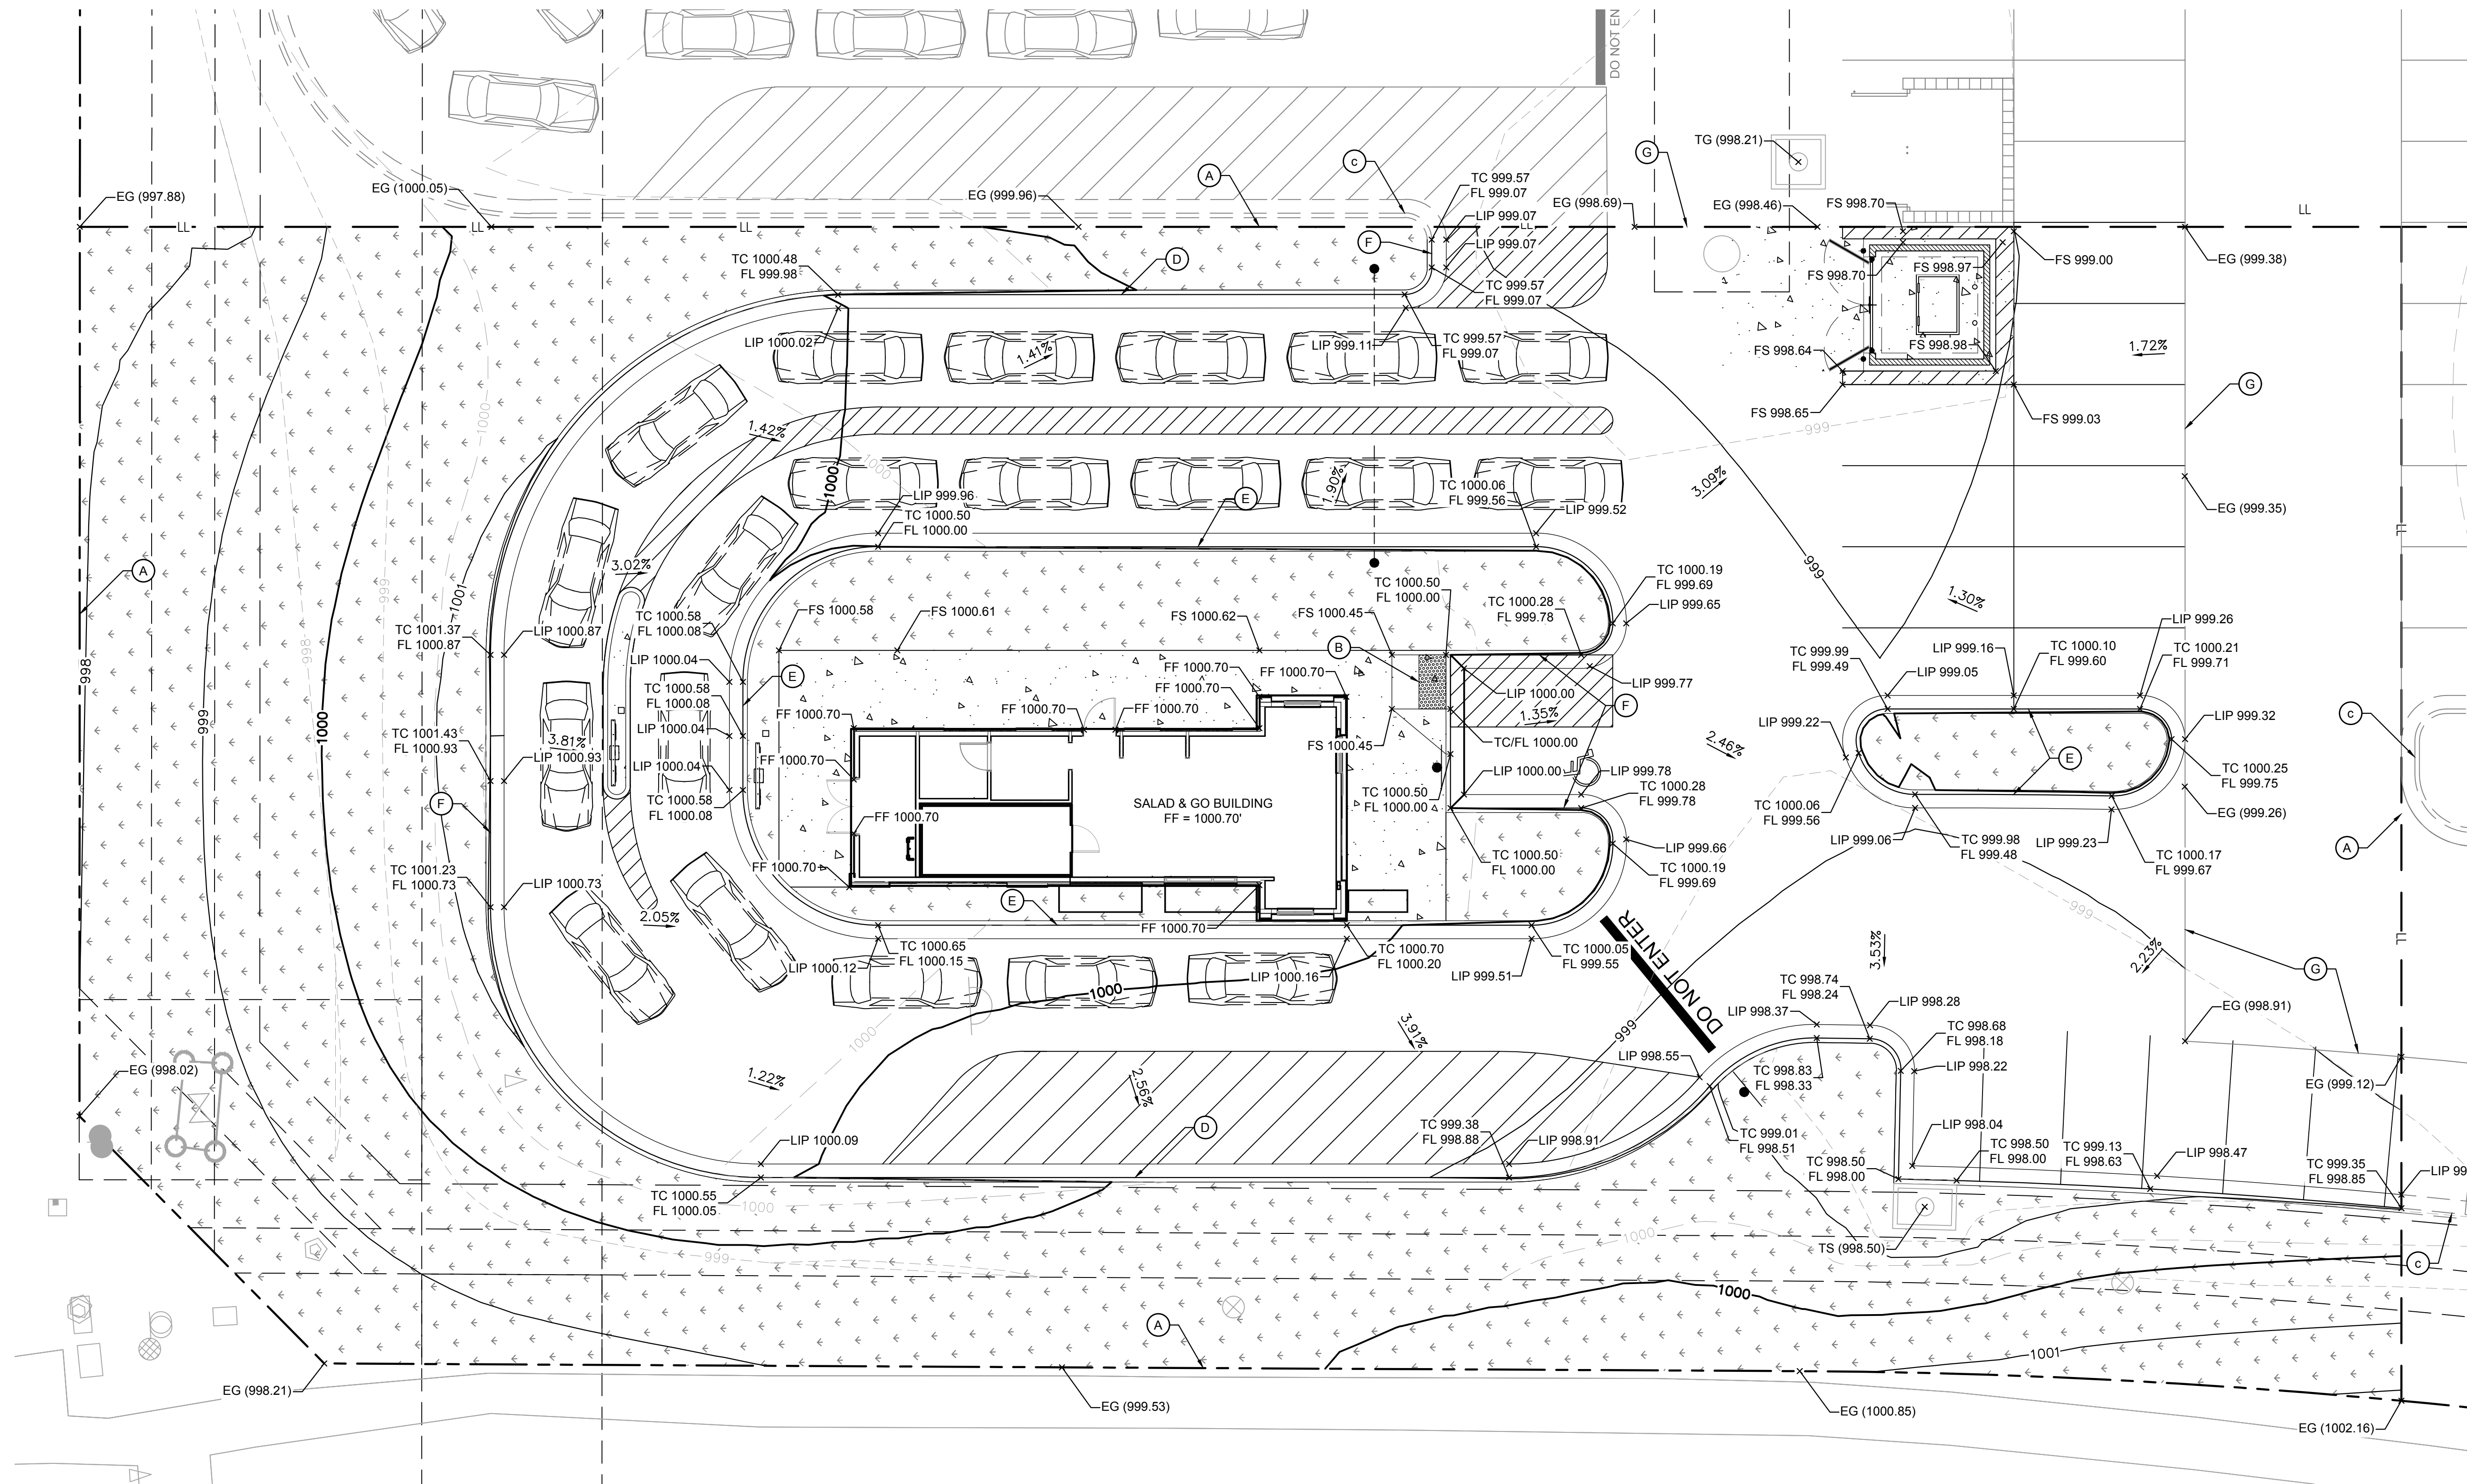 DO NOT EN
TG (998.21)
G
c
A
TC 999.57
FL 999.07
EG (1000.05)
EG (997.88)
EG (999.96)
EG (998.69)
EG (998.46)
FS 998.70
LIP 999.07
LL
LL
LL
LL
LL
F
LIP 999.07
D
TC 1000.48
FL 999.98
FS 998.70
FS 998.97
FS 999.00
EG (999.38)
TC 999.57
FL 999.07
LIP 1000.02
1.41%
LIP 999.11
TC 999.57
FL 999.07
FS 998.64
FS 998.98
1.72%
G
1000
FS 998.65
FS 999.03
1.42%
999
1000
1000
1.90%
3.09%
TC 1000.06
FL 999.56
LIP 999.96
E
LIP 999.52
EG (999.35)
TC 1000.50
FL 1000.00
A
3.02%
999
999
TC 1000.50
FL 1000.00
TC 1000.19
FL 999.69
1001
FS 1000.58
FS 1000.61
FS 1000.62
FS 1000.45
TC 1000.28
FL 999.78
LIP 999.65
1.30%
TC 1000.58
FL 1000.08
TC 1001.37
FL 1000.87
LIP 1000.87
LIP 999.26
998
998
B
TC 999.99
FL 999.49
LIP 999.16
TC 1000.10
FL 999.60
TC 1000.21
FL 999.71
LIP 1000.04
E
FF 1000.70
FF 1000.70
FF 1000.70
LIP 999.77
LIP 999.05
TC 1000.58
FL 1000.08
FF 1000.70
FF 1000.70
FF 1000.70
LIP 1000.00
1.35%
F
LIP 999.22
LIP 999.32
c
999
1000
LIP 1000.04
TC 1001.43
FL 1000.93
3.81%
LIP 1000.93
FS 1000.45
TC/FL 1000.00
2.46%
E
LIP 1000.04
FF 1000.70
LIP 1000.00
LIP 999.78
TC 1000.25
FL 999.75
TC 1000.58
FL 1000.08
F
SALAD & GO BUILDING
FF = 1000.70'
TC 1000.50
FL 1000.00
TC 1000.28
FL 999.78
TC 1000.06
FL 999.56
EG (999.26)
FF 1000.70
LIP 999.06
TC 999.98
FL 999.48
LIP 999.23
A
LIP 999.66
TC 1000.50
FL 1000.00
TC 1000.19
FL 999.69
TC 1000.17
FL 999.67
TC 1001.23
FL 1000.73
LIP 1000.73
FF 1000.70
E
2.05%
FF 1000.70
999
TC 1000.65
FL 1000.15
TC 1000.70
FL 1000.20
TC 1000.05
FL 999.55
DO NOT ENTER
3.53%
2.23%
LIP 1000.12
LIP 1000.16
LIP 999.51
G
1000
TC 998.74
FL 998.24
LIP 998.28
EG (998.91)
1000
3.91%
999
LIP 998.37
TC 998.68
FL 998.18
LIP 998.55
EG (998.02)
1.22%
2.56%
TC 998.83
FL 998.33
LIP 998.22
EG (999.12)
D
TC 999.38
FL 998.88
LIP 1000.09
LIP 998.91
TC 999.01
FL 998.51
LIP 998.04
TC 998.50
FL 998.00
TC 999.13
FL 998.63
LIP 998.47
TC 998.50
FL 998.00
TC 999.35
FL 998.85
LIP 99
TC 1000.55
FL 1000.05
1000
TS (998.50)
1000
999
c
1000
A
1001
EG (998.21)
EG (999.53)
EG (1000.85)
EG (1002.16)